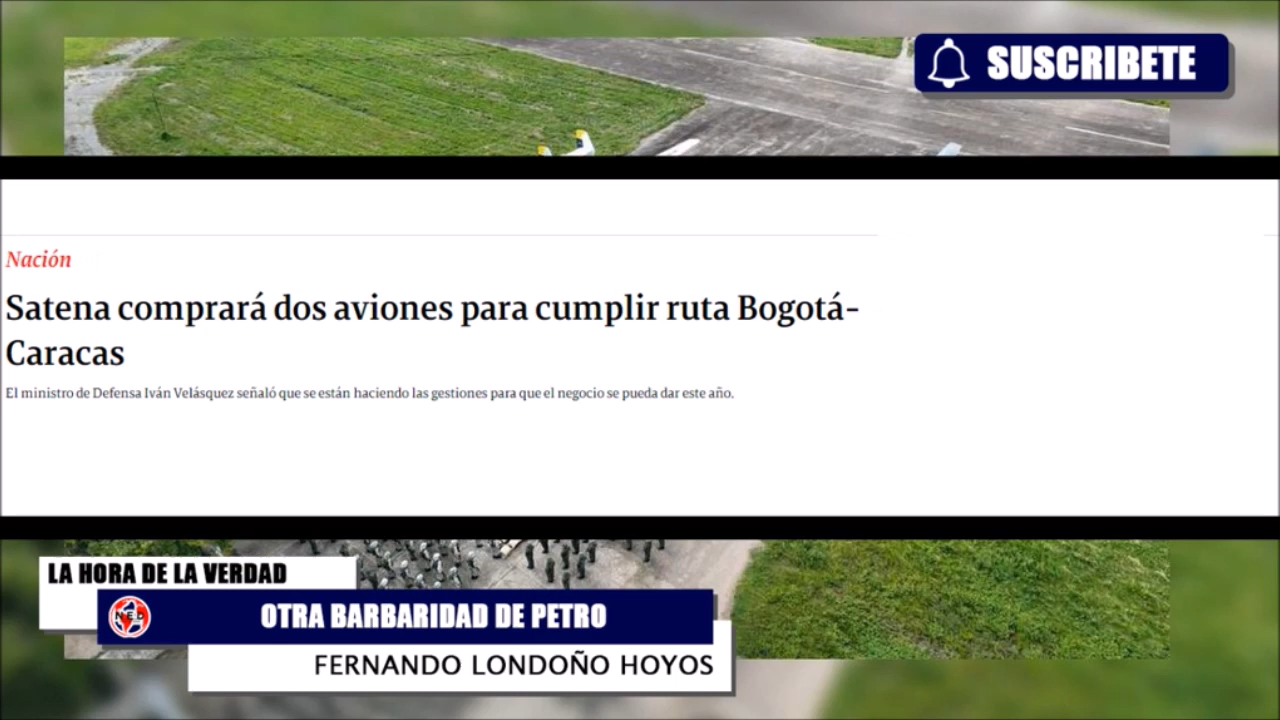 SUSCRIBETE
Nación
Satena comprará dos aviones para cumplir ruta Bogotá-
Caracas
El ministro de Defensa Iván Velásquez señaló que se están haciendo las gestiones para que el negocio se pueda dar este año.
LA HORA DE LA VERDAD
NEC
OTRA BARBARIDAD DE PETRO
FERNANDO LONDOÑO HOYOS